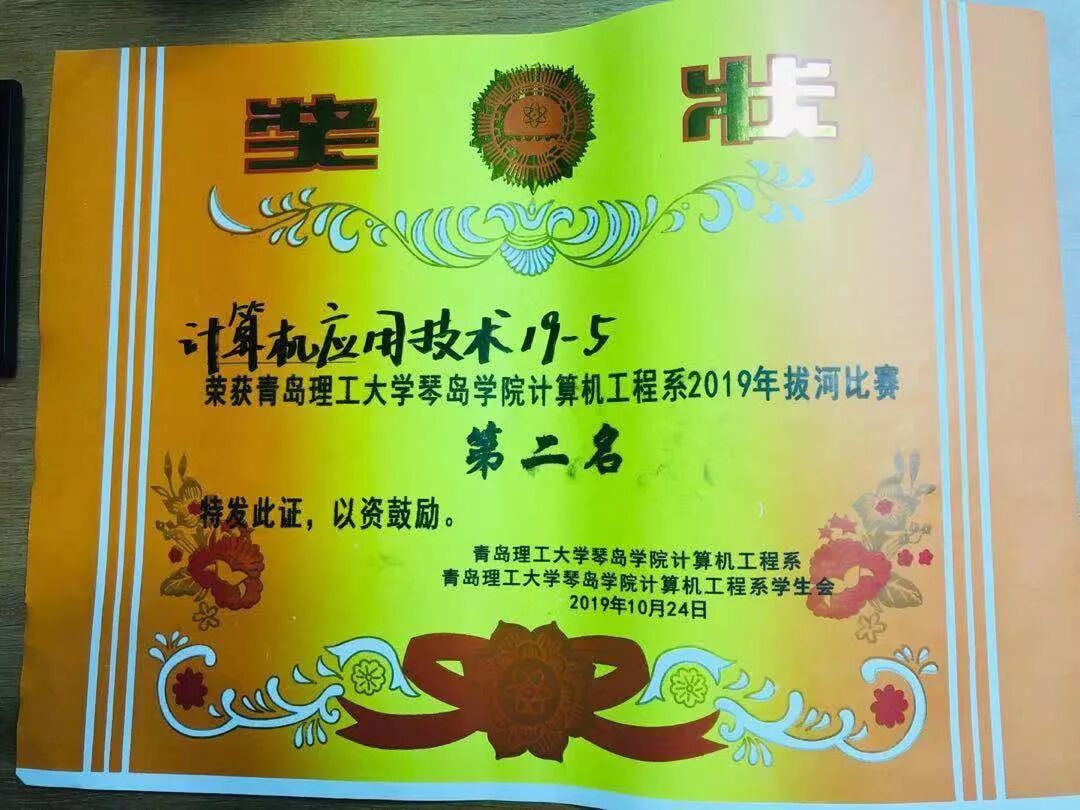 奖状
计算机应用技术19-5
荣获青岛理工大学琴岛学院计算机工程系2019年拔河比赛
第二名
特发此证，以资鼓励。
青岛理工大学琴岛学院计算机工程系
青岛理工大学琴岛学院计算机工程系学生会
2019年10月24日